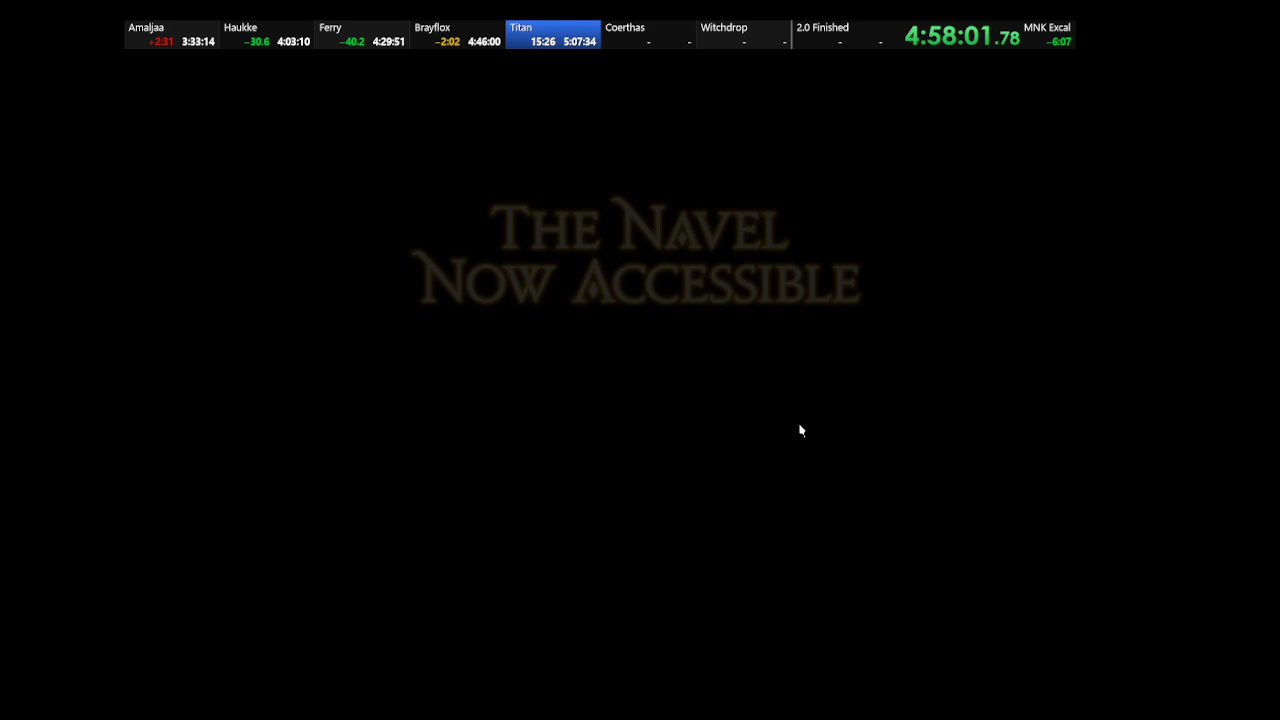 Amaljaa Haukke Ferry Brayflox Titan Coerthas Witchdrop 2.0 Finished 4:58:01.78 MNK Excal
+2:31 3:33:14 −30.6 4:03:10 −40.2 4:29:51 −2:02 4:46:00 15:26 5:07:34 - - - - - - −6:07
THE NAVEL
NOW ACCESSIBLE